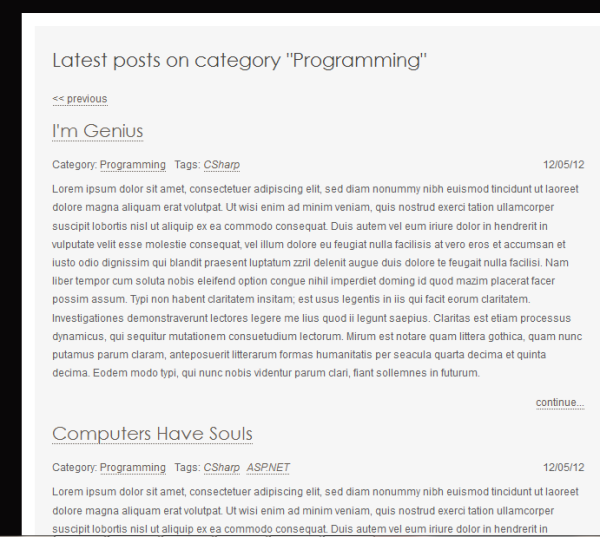 Latest posts on category "Programming"
<< previous
I'm Genius
Category: Programming Tags: CSharp 12/05/12
Lorem ipsum dolor sit amet, consectetuer adipiscing elit, sed diam nonummy nibh euismod tincidunt ut laoreet
dolore magna aliquam erat volutpat. Ut wisi enim ad minim veniam, quis nostrud exerci tation ullamcorper
suscipit lobortis nisl ut aliquip ex ea commodo consequat. Duis autem vel eum iriure dolor in hendrerit in
vulputate velit esse molestie consequat, vel illum dolore eu feugiat nulla facilisis at vero eros et accumsan et
iusto odio dignissim qui blandit praesent luptatum zzril delenit augue duis dolore te feugait nulla facilisi. Nam
liber tempor cum soluta nobis eleifend option congue nihil imperdiet doming id quod mazim placerat facer
possim assum. Typi non habent claritatem insitam; est usus legentis in iis qui facit eorum claritatem.
Investigationes demonstraverunt lectores legere me lius quod ii legunt saepius. Claritas est etiam processus
dynamicus, qui sequitur mutationem consuetudium lectorum. Mirum est notare quam littera gothica, quam nunc
putamus parum claram, anteposuerit litterarum formas humanitatis per seacula quarta decima et quinta
decima. Eodem modo typi, qui nunc nobis videntur parum clari, fiant sollemnes in futurum.
continue...
Computers Have Souls
Category: Programming Tags: CSharp ASP.NET 12/05/12
Lorem ipsum dolor sit amet, consectetuer adipiscing elit, sed diam nonummy nibh euismod tincidunt ut laoreet
dolore magna aliquam erat volutpat. Ut wisi enim ad minim veniam, quis nostrud exerci tation ullamcorper
suscipit lobortis nisl ut aliquip ex ea commodo consequat. Duis autem vel eum iriure dolor in hendrerit in